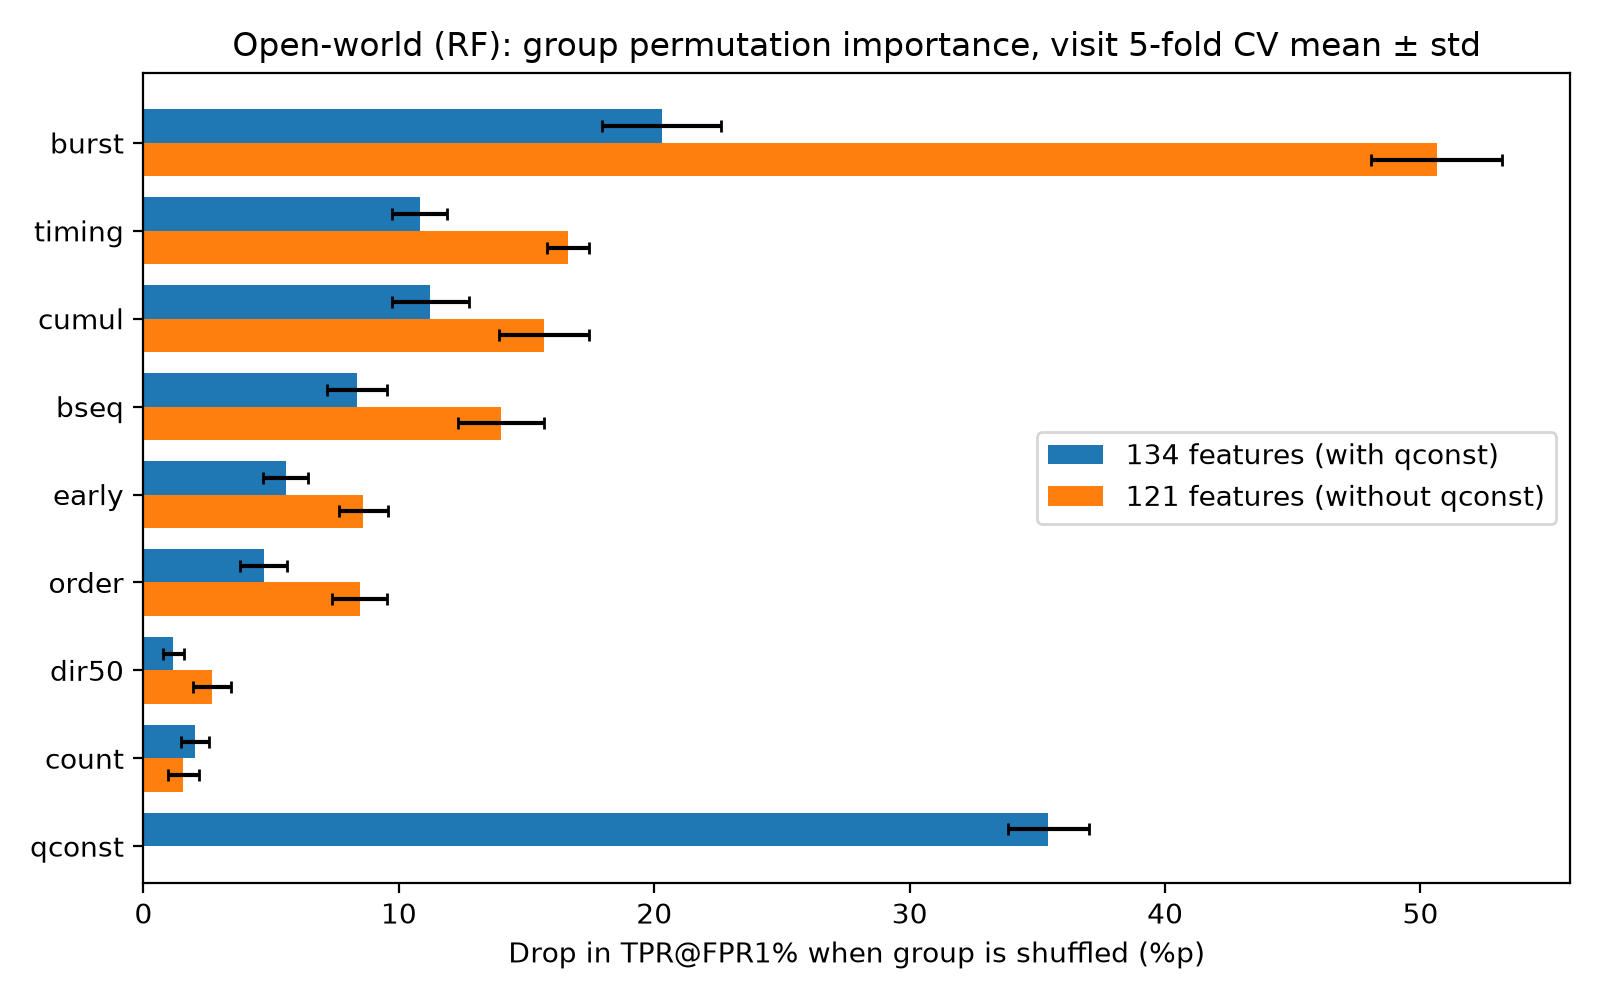 Open-world (RF): group permutation importance, visit 5-fold CV mean ± std
burst
timing
cumul
bseq
early
order
dir50
count
qconst
134 features (with qconst)
121 features (without qconst)
0 10 20 30 40 50
Drop in TPR@FPR1% when group is shuffled (%p)